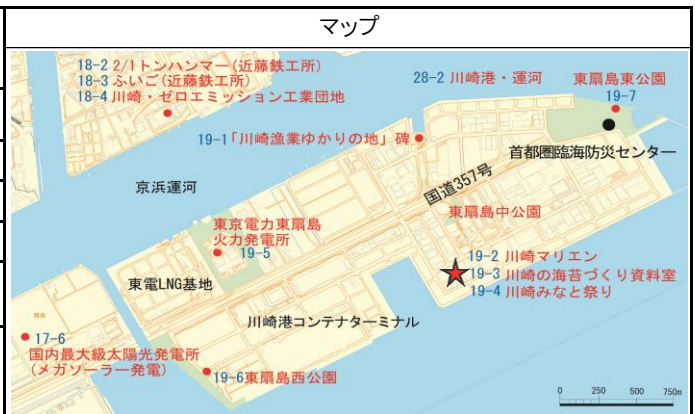 マップ
18-2 2/1トンハンマー(近藤鉄工所)
18-3 ふいご(近藤鉄工所)
18-4 川崎・ゼロエミッション工業団地
28-2 川崎港・運河
東扇島東公園
19-7
19-1「川崎漁業ゆかりの地」碑
首都圏臨海防災センター
京浜運河
国道357号
東京電力東扇島
火力発電所
19-5
東扇島中公園
19-2 川崎マリエン
19-3 川崎の海苔づくり資料室
19-4 川崎みなと祭り
東電LNG基地
川崎港コンテナターミナル
17-6
国内最大級太陽光発電所
(メガソーラー発電)
19-6東扇島西公園
0 250 500 750m